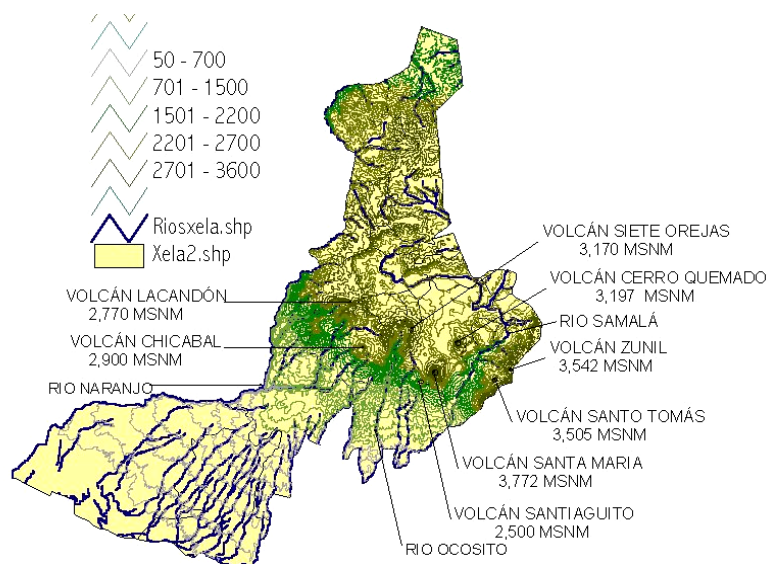 50 - 700
701 - 1500
1501 - 2200
2201 - 2700
2701 - 3600
Riosxela.shp
Xela2.shp
VOLCÁN SIETE OREJAS
3,170 MSNM
VOLCÁN CERRO QUEMADO
3,197 MSNM
RIO SAMALÁ
VOLCÁN ZUNIL
3,542 MSNM
VOLCÁN SANTO TOMÁS
3,505 MSNM
VOLCÁN SANTA MARIA
3,772 MSNM
VOLCÁN SANTIAGUITO
2,500 MSNM
RIO OCOSITO
VOLCÁN LACANDÓN
2,770 MSNM
VOLCÁN CHICABAL
2,900 MSNM
RIO NARANJO